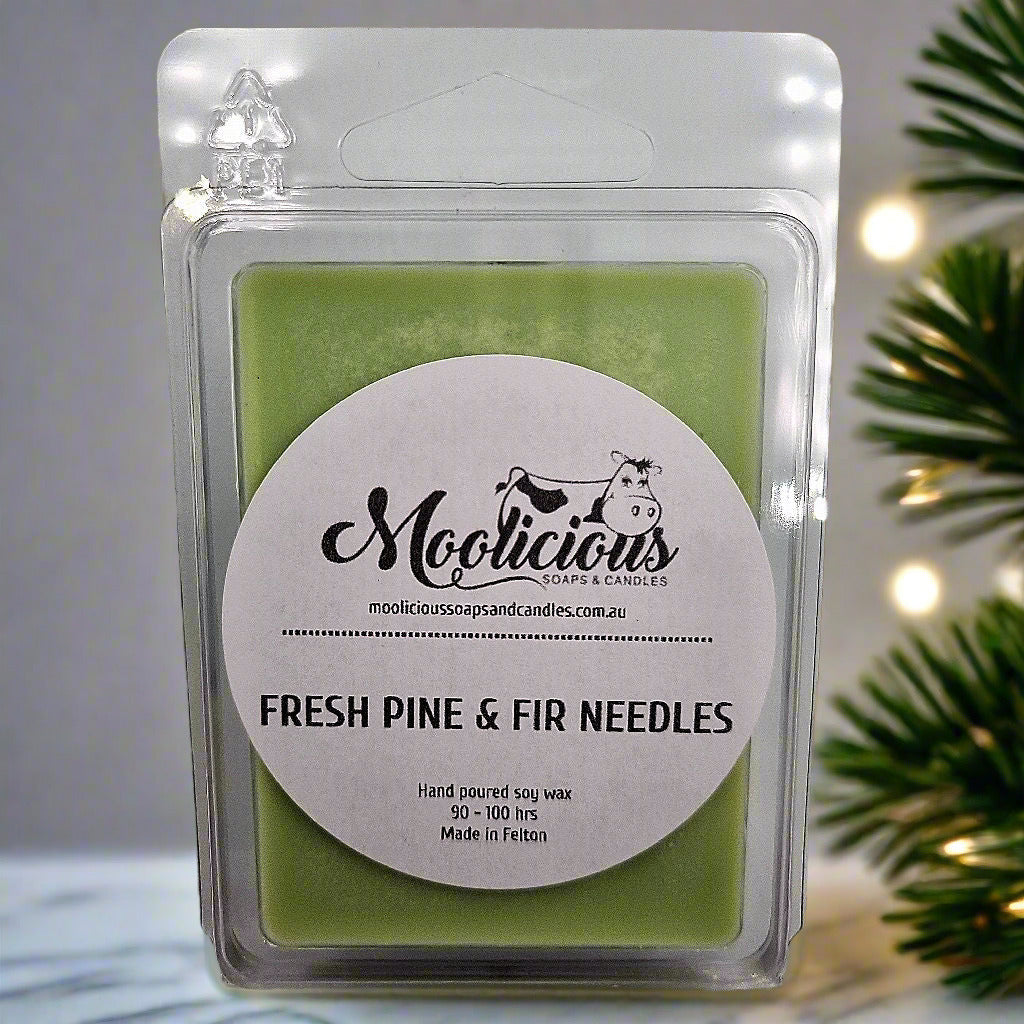 Moolicious
SOAPS & CANDLES
moolicioussoapsandcandles.com.au
FRESH PINE & FIR NEEDLES
Hand poured soy wax
90 - 100 hrs
Made in Felton